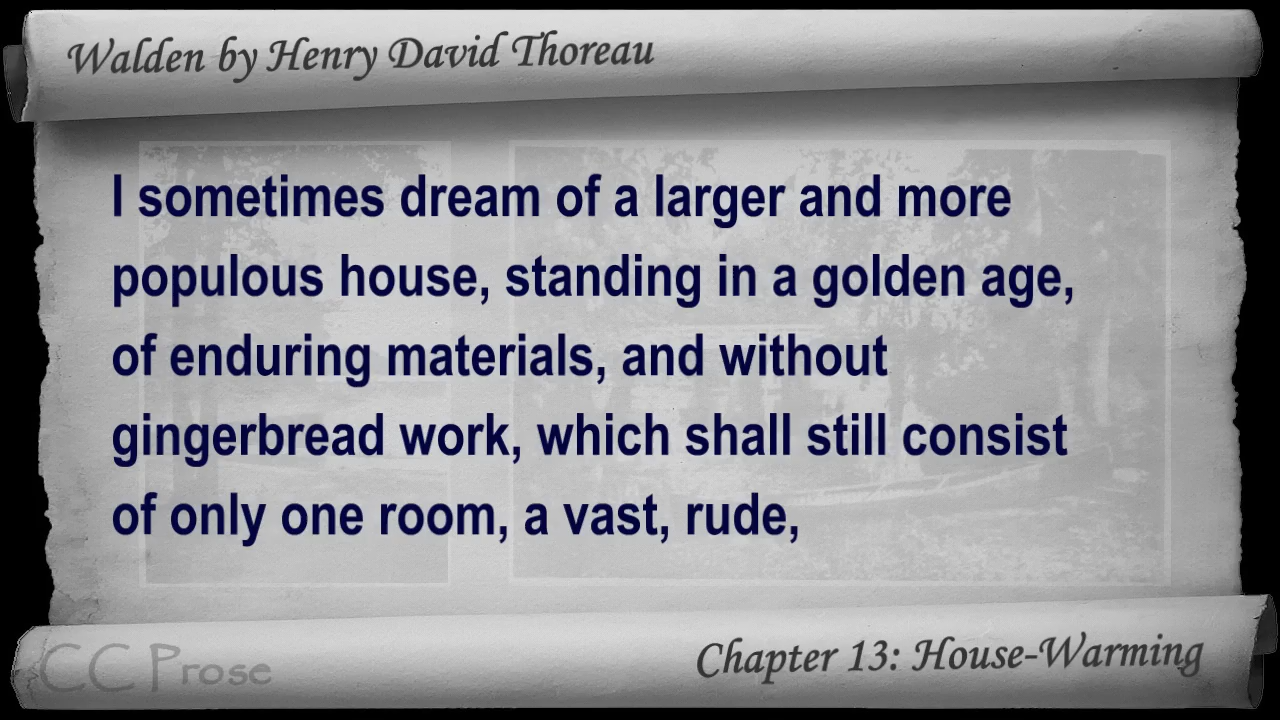 Walden by Henry David Thoreau
I sometimes dream of a larger and more
populous house, standing in a golden age,
of enduring materials, and without
gingerbread work, which shall still consist
of only one room, a vast, rude,
CC Prose
Chapter 13: House-Warming